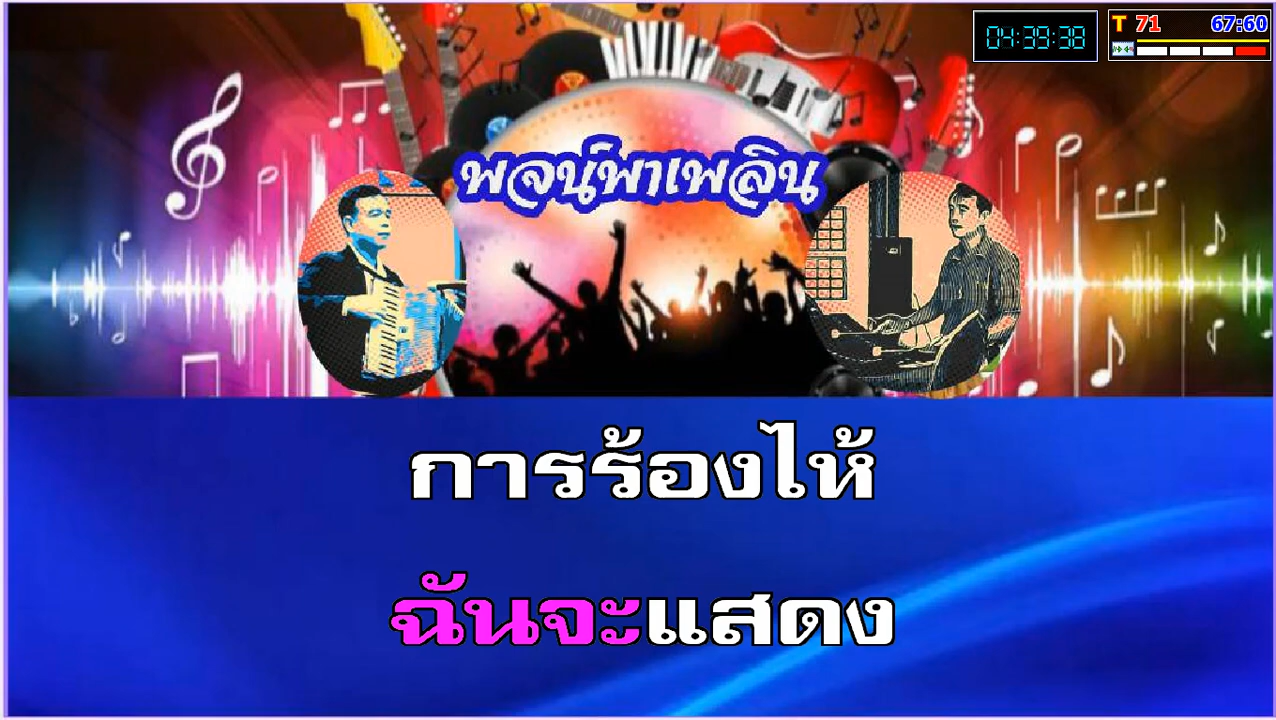 04:39:38
T 71 67:60
พจน์พาเพลิน
การร้องไห้
ฉันจะแสดง